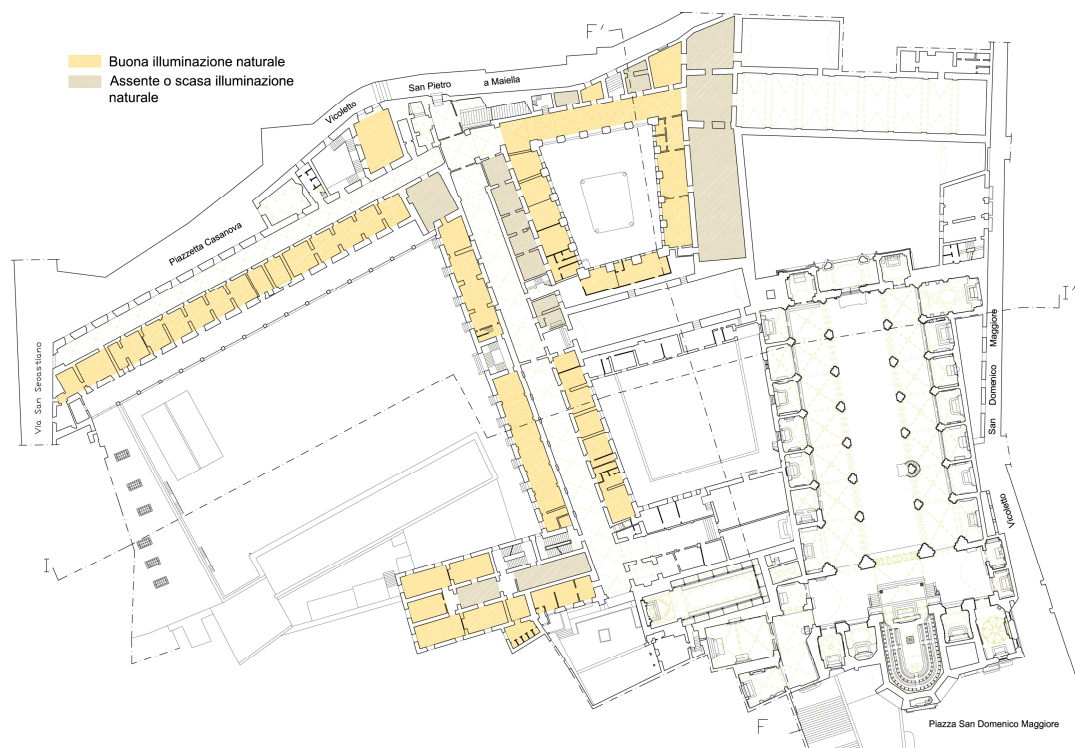 F'
Buona illuminazione naturale
Assente o scasa illuminazione
naturale
San Pietro
a Maiella
Vicoletto
Piazzetta Casanova
I'
Via San Seoastiano
San Domenico Maggiore
Vicoletto
I
F
Piazza San Domenico Maggiore